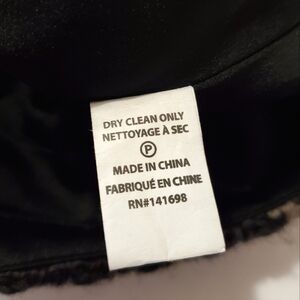 DRY CLEAN ONLY
NETTOYAGE À SEC
P
MADE IN CHINA
FABRIQUÉ EN CHINE
RN#141698